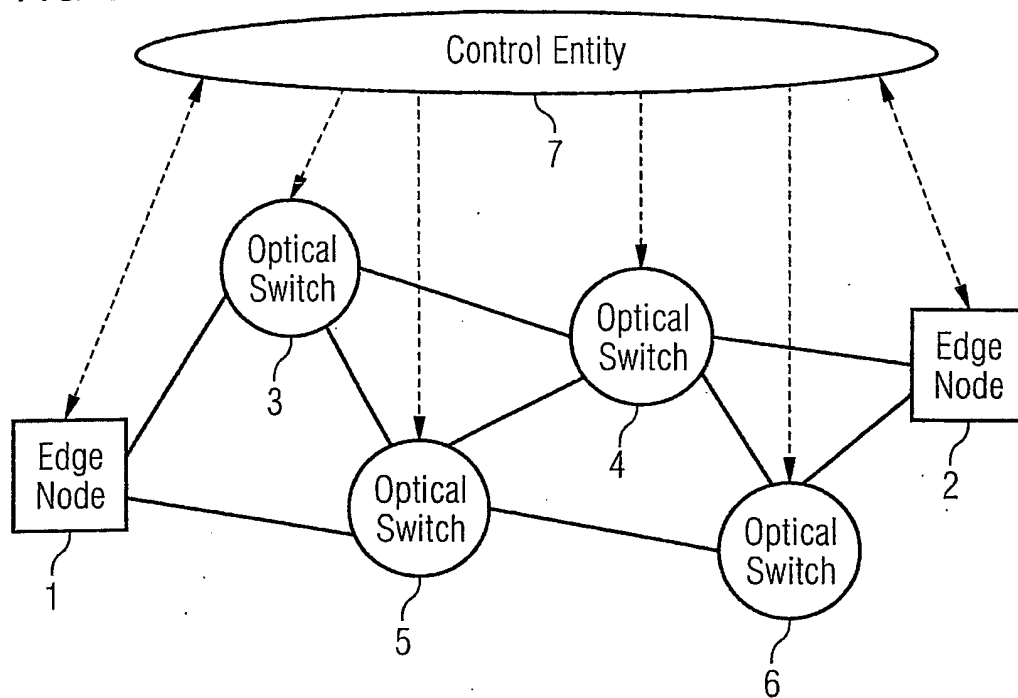 Control Entity
7
Optical
Switch
3
Optical
Switch
4
Edge
Node
2
Edge
Node
1
Optical
Switch
5
Optical
Switch
6